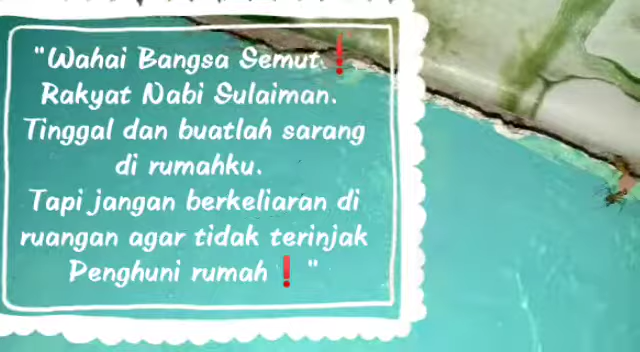 "Wahai Bangsa Semut❗
Rakyat Nabi Sulaiman.
Tinggal dan buatlah sarang
di rumahku.
Tapi jangan berkeliaran di
ruangan agar tidak terinjak
Penghuni rumah❗"